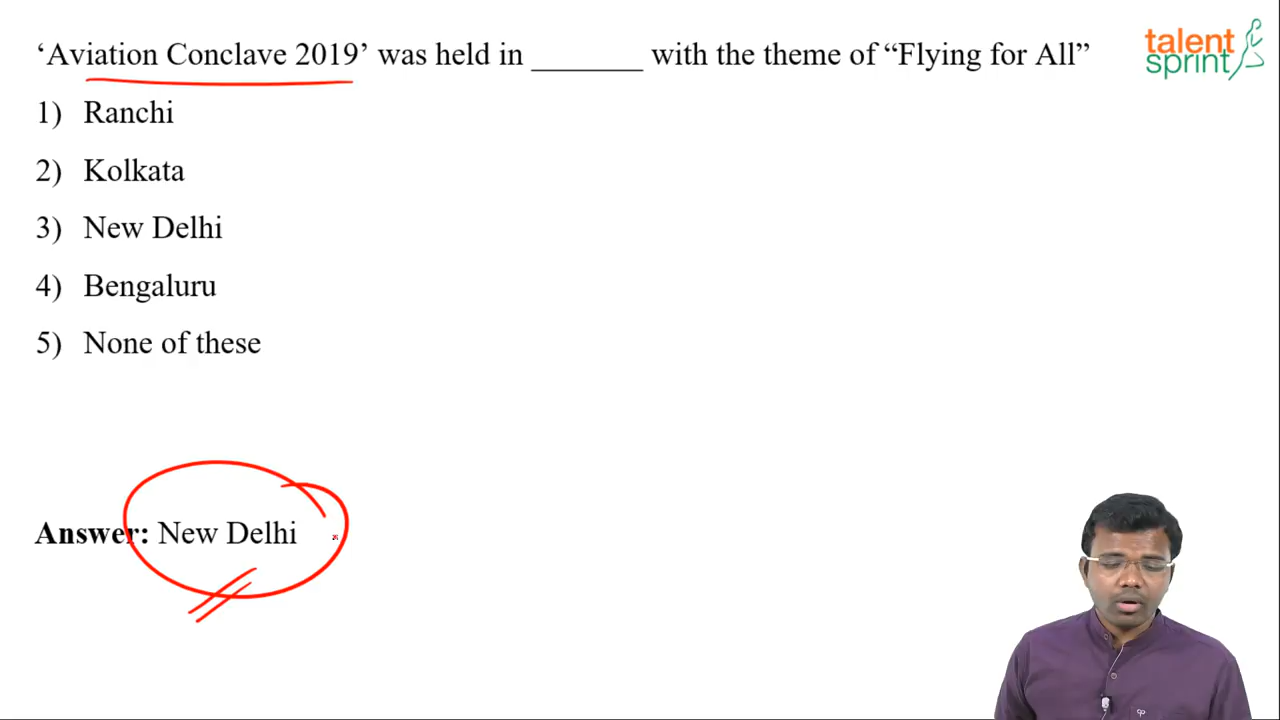 ‘Aviation Conclave 2019’ was held in _______ with the theme of “Flying for All”
talent
sprint
1) Ranchi
2) Kolkata
3) New Delhi
4) Bengaluru
5) None of these
Answer: New Delhi